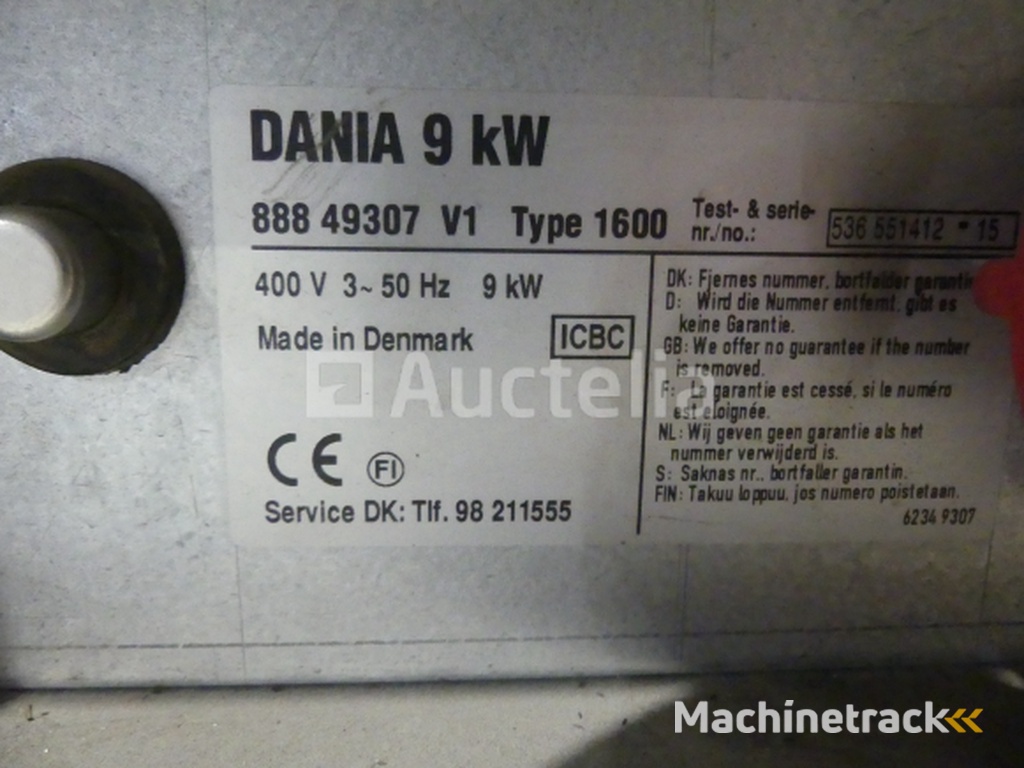 DANIA 9 kW
888 49307 V1 Type 1600
Test- & serie-
nr./no.:
536 551412 - 15
400 V 3~ 50 Hz 9 kW
Made in Denmark
ICBC
CE FI
Service DK: Tlf. 98 211555
DK: Fjernes nummer, bortfalder garantin
D: Wird die Nummer entfernt, gibt es
keine Garantie.
GB: We offer no guarantee if the number
is removed.
F: La garantie est cessé, si le numéro
est eloignée.
NL: Wij geven geen garantie als het
nummer verwijderd is.
S: Saknas nr., bortfaller garantin.
FIN: Takuu loppuu, jos numero poistetaan.
6234 9307
Auctelia
Machinetrack